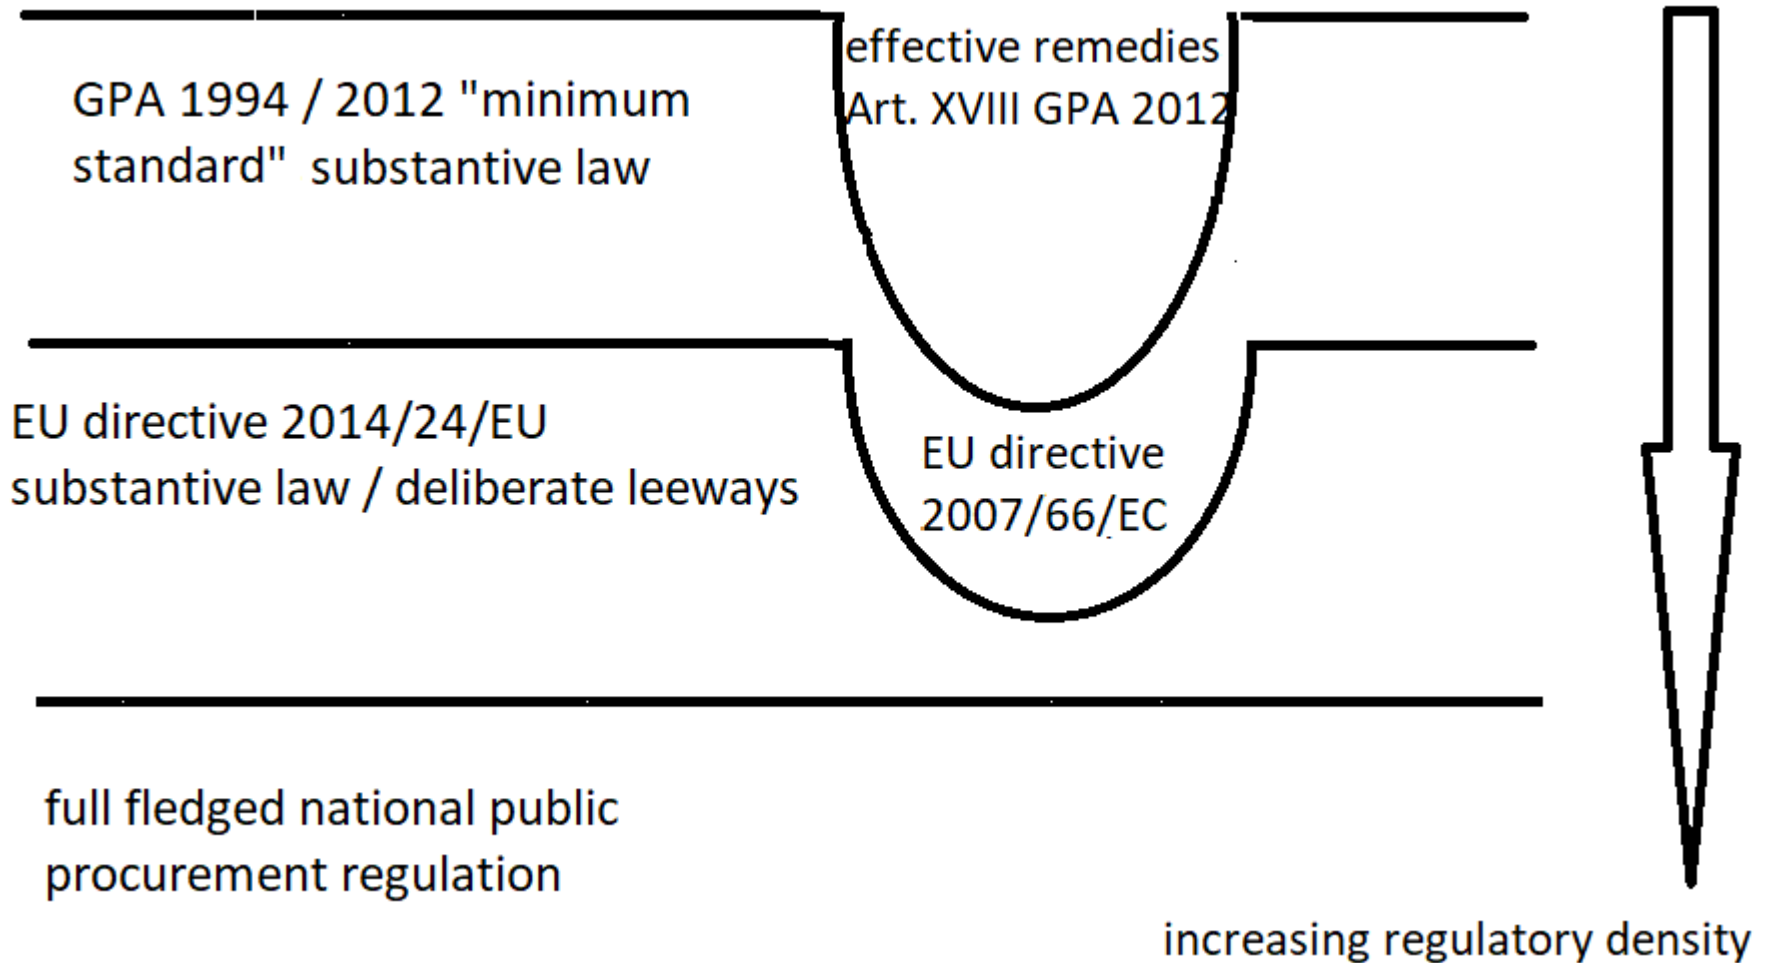 effective remedies
Art. XVIII GPA 2012
GPA 1994 / 2012 "minimum
standard" substantive law
EU directive 2014/24/EU
substantive law / deliberate leeways
EU directive
2007/66/EC
full fledged national public
procurement regulation
increasing regulatory density